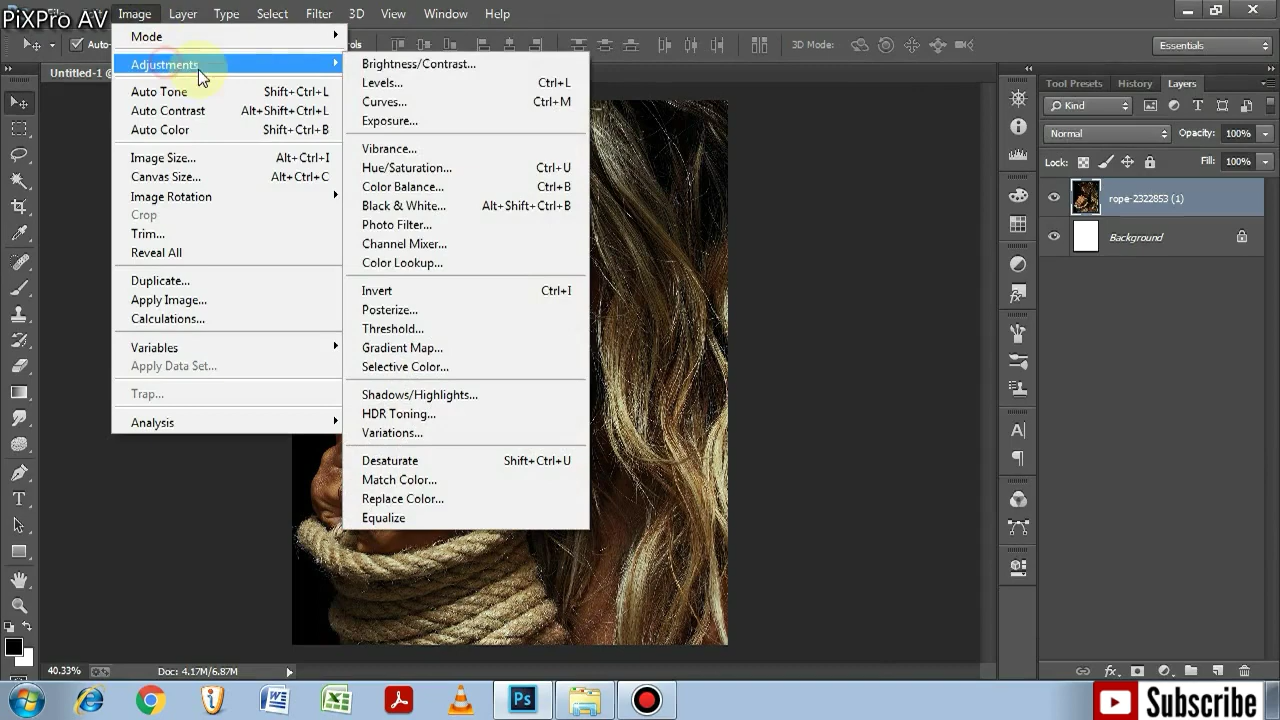 PiXPro AV
Image Layer Type Select Filter 3D View Window Help
Auto-
3D Mode:
Essentials
Untitled-1 @
Mode
Adjustments
Auto Tone Shift+Ctrl+L
Auto Contrast Alt+Shift+Ctrl+L
Auto Color Shift+Ctrl+B
Image Size... Alt+Ctrl+I
Canvas Size... Alt+Ctrl+C
Image Rotation
Crop
Trim...
Reveal All
Duplicate...
Apply Image...
Calculations...
Variables
Apply Data Set...
Trap...
Analysis
Brightness/Contrast...
Levels... Ctrl+L
Curves... Ctrl+M
Exposure...
Vibrance...
Hue/Saturation... Ctrl+U
Color Balance... Ctrl+B
Black & White... Alt+Shift+Ctrl+B
Photo Filter...
Channel Mixer...
Color Lookup...
Invert Ctrl+I
Posterize...
Threshold...
Gradient Map...
Selective Color...
Shadows/Highlights...
HDR Toning...
Variations...
Desaturate Shift+Ctrl+U
Match Color...
Replace Color...
Equalize
Tool Presets History Layers
Kind
Normal Opacity: 100%
Lock: Fill: 100%
rope-2322853 (1)
Background
40.33% Doc: 4.17M/6.87M
Ps
Subscribe